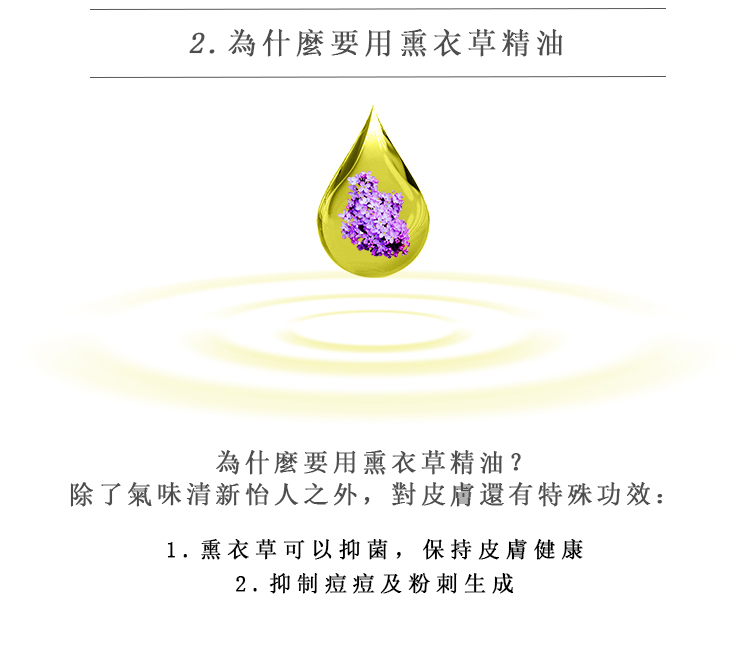 2.為什麼要用熏衣草精油
為什麼要用熏衣草精油?
除了氣味清新怡人之外，對皮膚還有特殊功效：
1.熏衣草可以抑菌，保持皮膚健康
2.抑制痘痘及粉刺生成